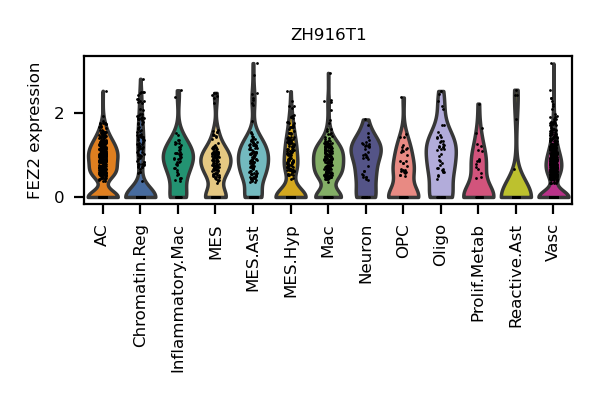 ZH916T1
FEZ2 expression
2
0
AC
Chromatin.Reg
Inflammatory.Mac
MES
MES.Ast
MES.Hyp
Mac
Neuron
OPC
Oligo
Prolif.Metab
Reactive.Ast
Vasc